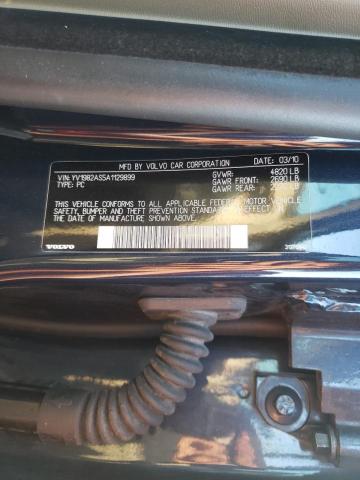 MFD BY VOLVO CAR CORPORATION DATE: 03/10
VIN: YV1982AS5A1129899 GVWR: 4820 LB
TYPE: PC GAWR FRONT: 2690 LB
GAWR REAR: LB
THIS VEHICLE CONFORMS TO ALL APPLICABLE MOTOR VEHICLE
SAFETY, BUMPER AND THEFT PREVENTION STANDARDS IN EFFECT ON
THE DATE OF MANUFACTURE SHOWN ABOVE.
VOLVO